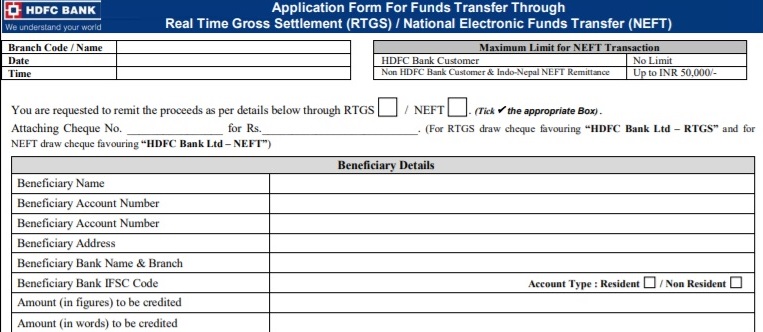 HDFC BANK
We understand your world
Application Form For Funds Transfer Through
Real Time Gross Settlement (RTGS) / National Electronic Funds Transfer (NEFT)
Branch Code / Name
Date
Time
Maximum Limit for NEFT Transaction
HDFC Bank Customer No Limit
Non HDFC Bank Customer & Indo-Nepal NEFT Remittance Up to INR 50,000/-
You are requested to remit the proceeds as per details below through RTGS ☐ / NEFT ☐. (Tick ✔ the appropriate Box) .
Attaching Cheque No. ________________ for Rs.__________________________. (For RTGS draw cheque favouring “HDFC Bank Ltd – RTGS” and for
NEFT draw cheque favouring “HDFC Bank Ltd – NEFT”)
Beneficiary Details
Beneficiary Name
Beneficiary Account Number
Beneficiary Account Number
Beneficiary Address
Beneficiary Bank Name & Branch
Beneficiary Bank IFSC Code Account Type : Resident ☐ / Non Resident ☐
Amount (in figures) to be credited
Amount (in words) to be credited